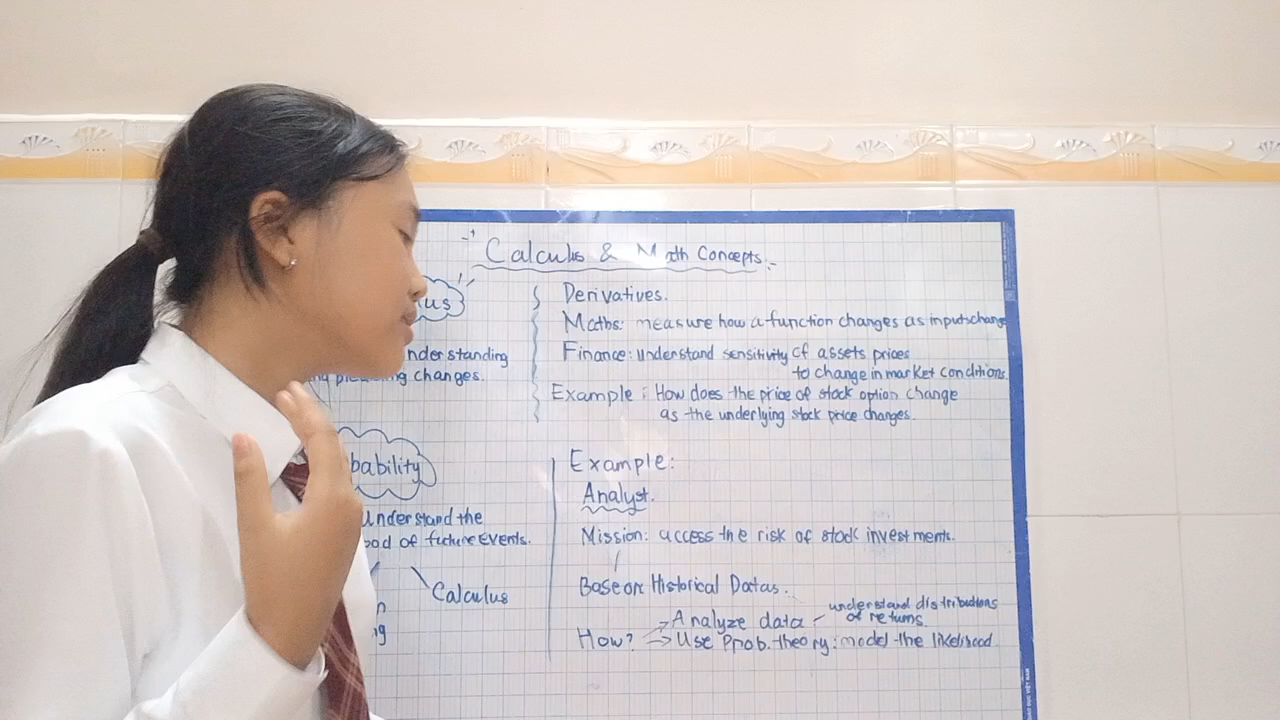 Calculus & Math Concepts
us
nderstanding
ing changes.
bability
understand the
ood of future events.
Calculus
n
g
Derivatives.
Maths: measure how a function changes as inputs change
Finance: understand sensitivity of assets prices
to change in market conditions.
Example : How does the price of stock option change
as the underlying stock price changes.
Example:
Analyst.
Mission: access the risk of stock investments.
Base on Historical Datas.
How?
Analyze data
understand distributions
of returns.
Use Prob. theory: model the likelihood.